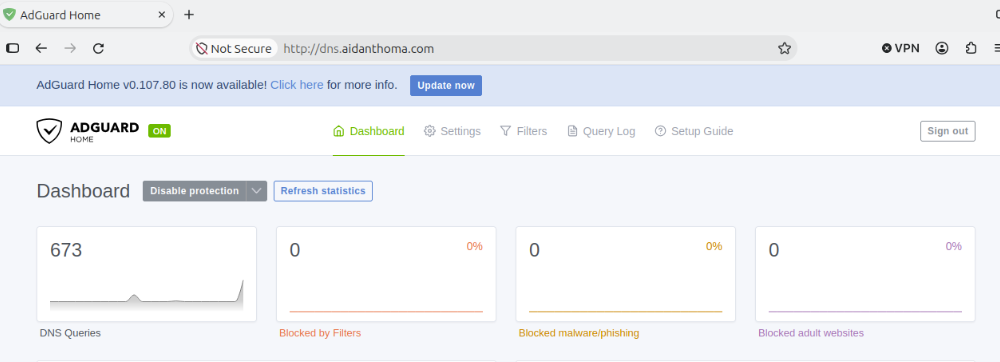 AdGuard Home
Not Secure http://dns.aidanthoma.com VPN
AdGuard Home v0.107.80 is now available! Click here for more info. Update now
ADGUARD HOME ON Dashboard Settings Filters Query Log Setup Guide Sign out
Dashboard Disable protection Refresh statistics
673 0 0% 0 0% 0 0%
DNS Queries Blocked by Filters Blocked malware/phishing Blocked adult websites